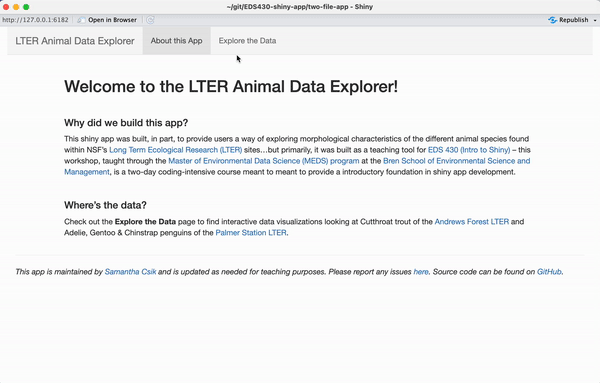 ~/git/EDS430-shiny-app/two-file-app - Shiny
http://127.0.0.1:6182 Open in Browser Republish
LTER Animal Data Explorer About this App Explore the Data
Welcome to the LTER Animal Data Explorer!
Why did we build this app?
This shiny app was built, in part, to provide users a way of exploring morphological characteristics of the different animal species found
within NSF's Long Term Ecological Research (LTER) sites...but primarily, it was built as a teaching tool for EDS 430 (Intro to Shiny) – this
workshop, taught through the Master of Environmental Data Science (MEDS) program at the Bren School of Environmental Science and
Management, is a two-day coding-intensive course meant to meant to provide a introductory foundation in shiny app development.
Where's the data?
Check out the Explore the Data page to find interactive data visualizations looking at Cutthroat trout of the Andrews Forest LTER and
Adelie, Gentoo & Chinstrap penguins of the Palmer Station LTER.
This app is maintained by Samantha Csik and is updated as needed for teaching purposes. Please report any issues here. Source code can be found on GitHub.